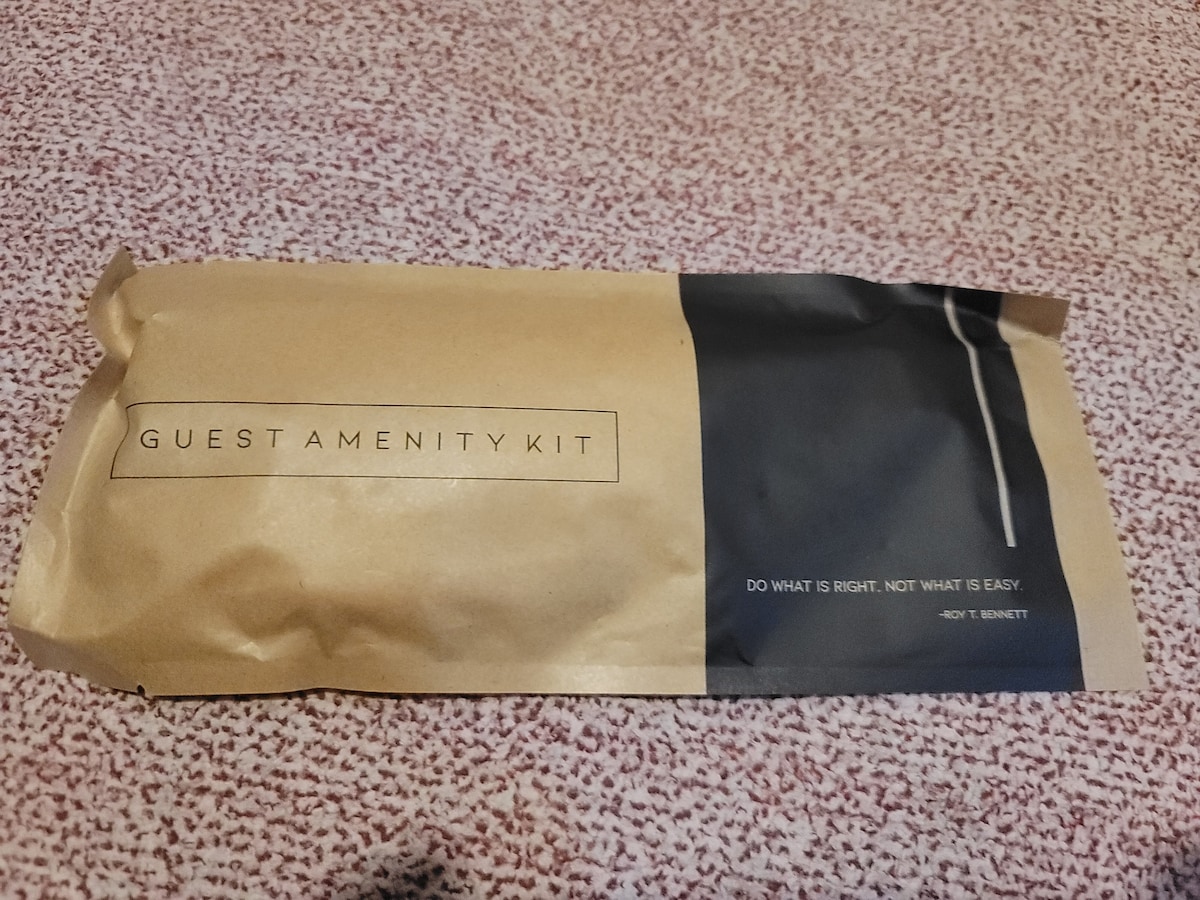 GUEST AMENITY KIT
DO WHAT IS RIGHT. NOT WHAT IS EASY.
-ROY T. BENNETT